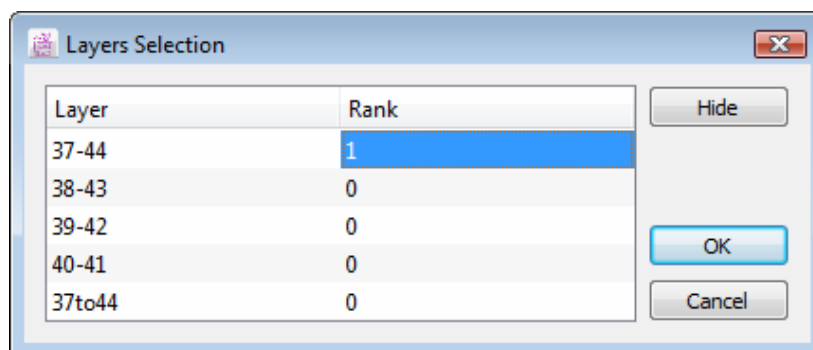 Layers Selection
Layer Rank Hide
37-44 1
38-43 0
39-42 0
40-41 0
37to44 0
OK
Cancel